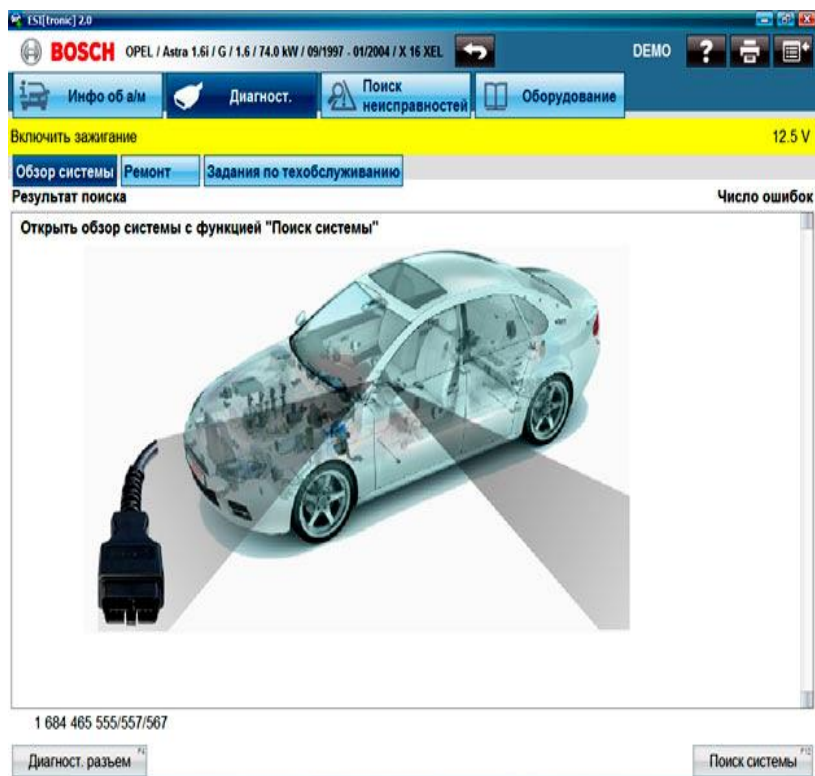 ESI[tronic] 2.0
BOSCH OPEL / Astra 1.6i / G / 1.6 / 74.0 kW / 09/1997 - 01/2004 / X 16 XEL DEMO ?
Инфо об а/м Диагност. Поиск неисправностей Оборудование
Включить зажигание 12.5 V
Обзор системы Ремонт Задания по техобслуживанию
Результат поиска Число ошибок
Открыть обзор системы с функцией "Поиск системы"
1 684 465 555/557/567
Диагност. разъем Поиск системы F12